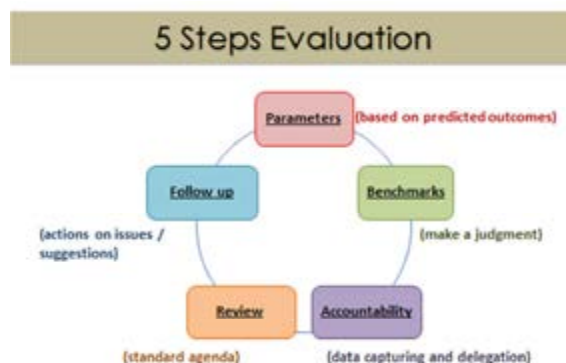 5 Steps Evaluation
Parameters
(based on predicted outcomes)
Follow up
Benchmarks
(actions on issues /
suggestions)
(make a judgment)
Review
Accountability
(standard agenda)
(data capturing and delegation)